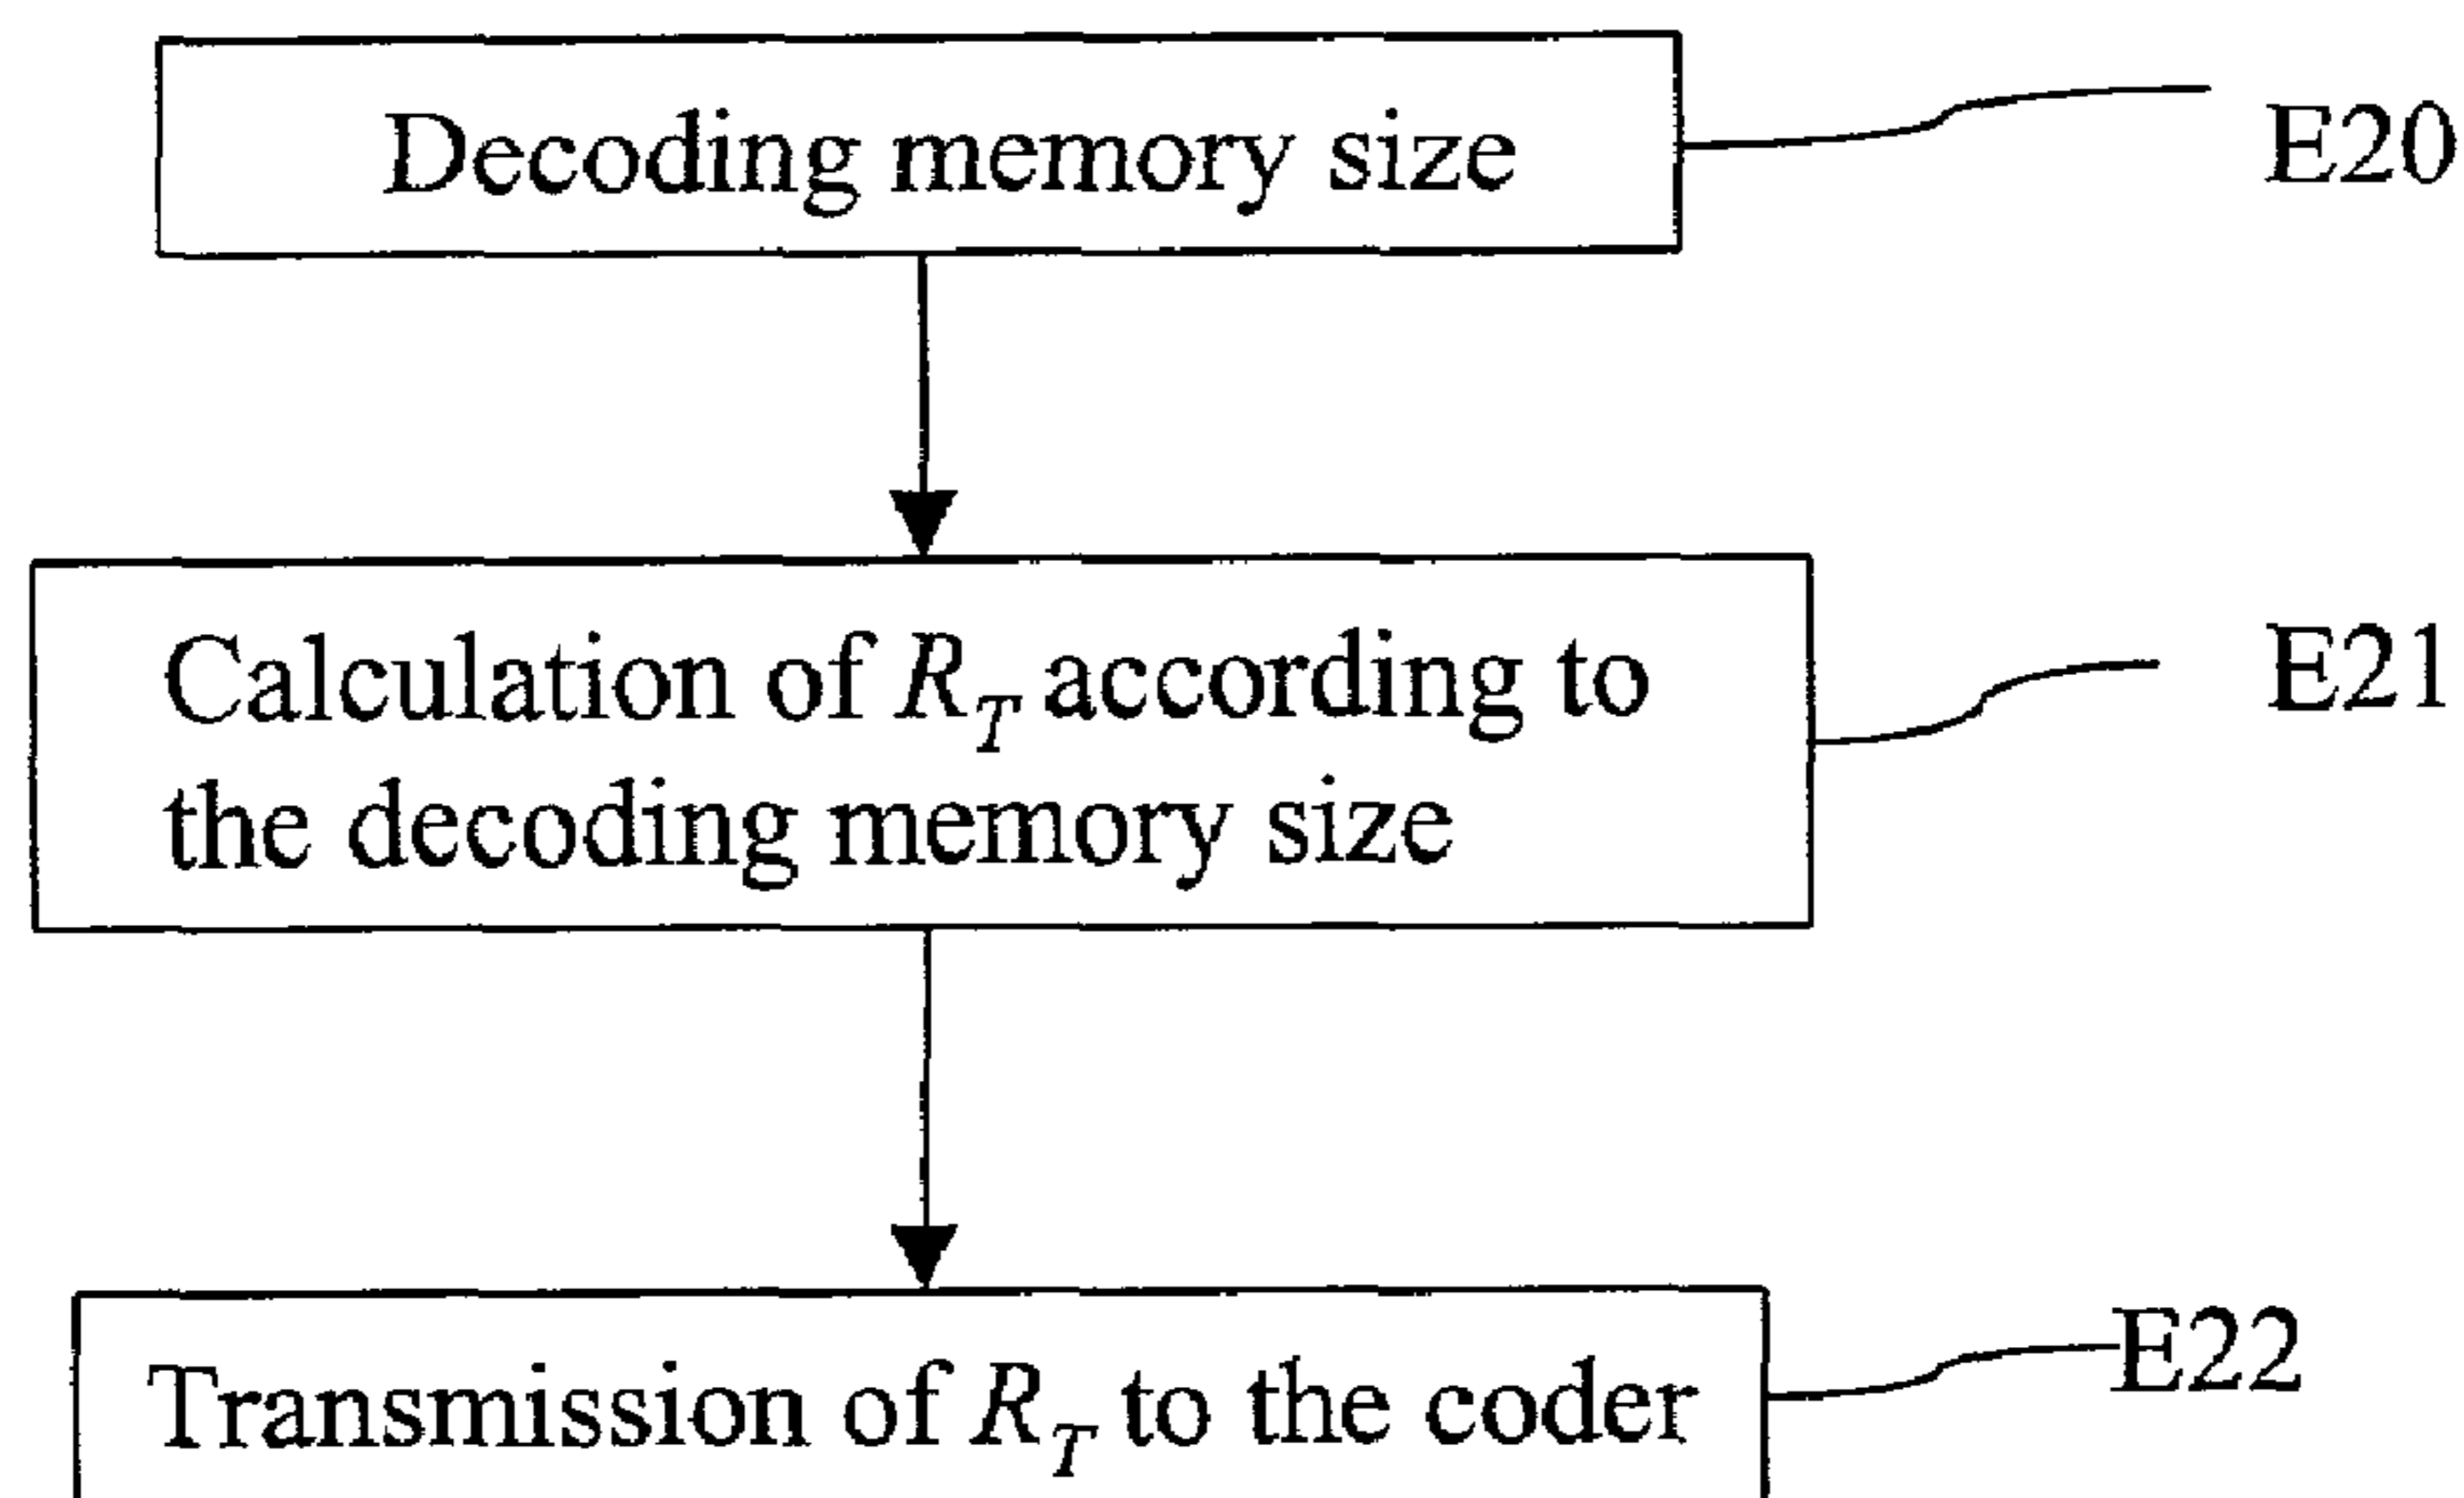 Decoding memory size
E20
Calculation of R_T according to
the decoding memory size
E21
Transmission of R_T to the coder
E22